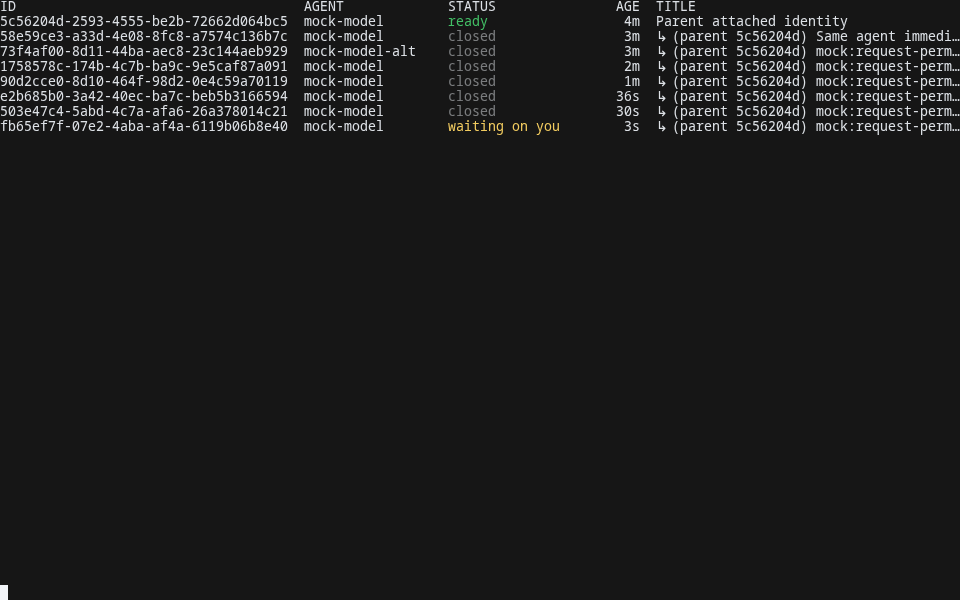 ID AGENT STATUS AGE TITLE
5c56204d-2593-4555-be2b-72662d064bc5 mock-model ready 4m Parent attached identity
58e59ce3-a33d-4e08-8fc8-a7574c136b7c mock-model closed 3m ↳ (parent 5c56204d) Same agent immedi…
73f4af00-8d11-44ba-aec8-23c144aeb929 mock-model-alt closed 3m ↳ (parent 5c56204d) mock:request-perm…
1758578c-174b-4c7b-ba9c-9e5caf87a091 mock-model closed 2m ↳ (parent 5c56204d) mock:request-perm…
90d2cce0-8d10-464f-98d2-0e4c59a70119 mock-model closed 1m ↳ (parent 5c56204d) mock:request-perm…
e2b685b0-3a42-40ec-ba7c-beb5b3166594 mock-model closed 36s ↳ (parent 5c56204d) mock:request-perm…
503e47c4-5abd-4c7a-afa6-26a378014c21 mock-model closed 30s ↳ (parent 5c56204d) mock:request-perm…
fb65ef7f-07e2-4aba-af4a-6119b06b8e40 mock-model waiting on you 3s ↳ (parent 5c56204d) mock:request-perm…